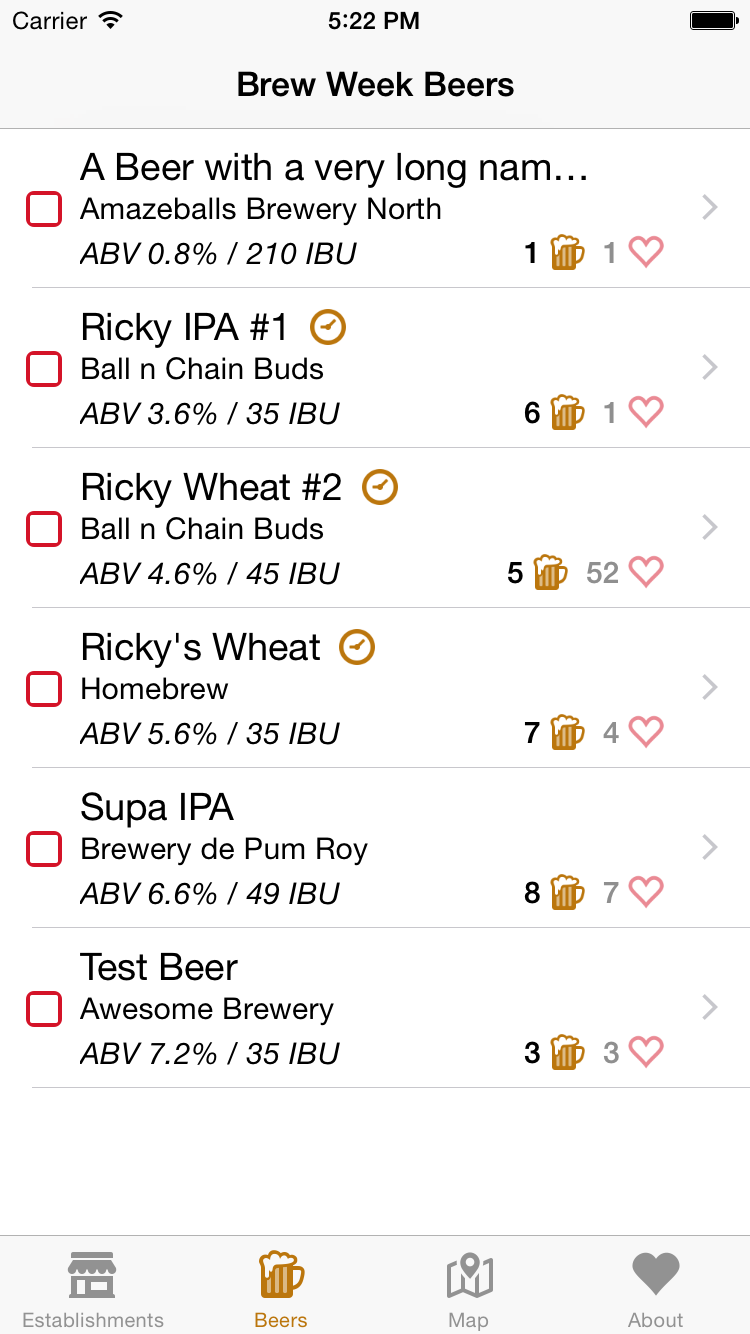 Carrier 5:22 PM
Brew Week Beers
A Beer with a very long nam…
Amazeballs Brewery North
ABV 0.8% / 210 IBU 1 1
Ricky IPA #1
Ball n Chain Buds
ABV 3.6% / 35 IBU 6 1
Ricky Wheat #2
Ball n Chain Buds
ABV 4.6% / 45 IBU 5 52
Ricky's Wheat
Homebrew
ABV 5.6% / 35 IBU 7 4
Supa IPA
Brewery de Pum Roy
ABV 6.6% / 49 IBU 8 7
Test Beer
Awesome Brewery
ABV 7.2% / 35 IBU 3 3
Establishments Beers Map About